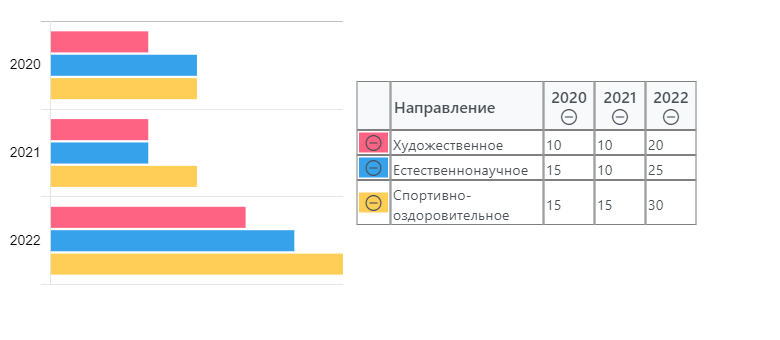 2020
2021
2022
Направление 2020 2021 2022
Художественное 10 10 20
Естественнонаучное 15 10 25
Спортивно-
оздоровительное 15 15 30